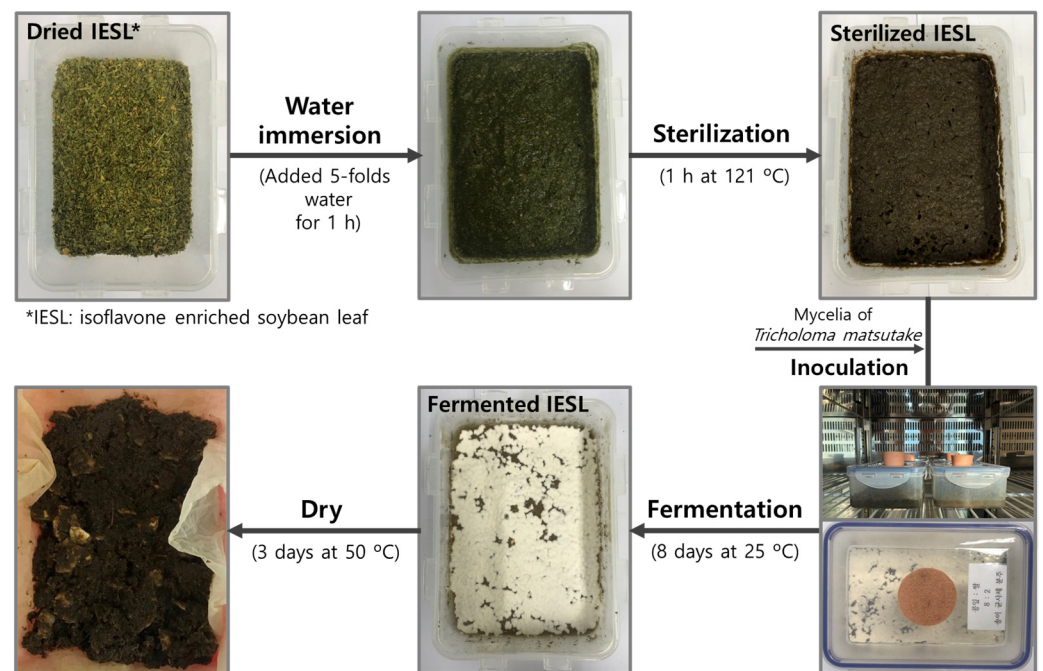 Dried IESL*
Water
immersion
(Added 5-folds
water
for 1 h)
Sterilization
(1 h at 121 ºC)
Sterilized IESL
*IESL: isoflavone enriched soybean leaf
Mycelia of
Tricholoma matsutake
Inoculation
Fermented IESL
Dry
(3 days at 50 ºC)
Fermentation
(8 days at 25 ºC)
8 : 2